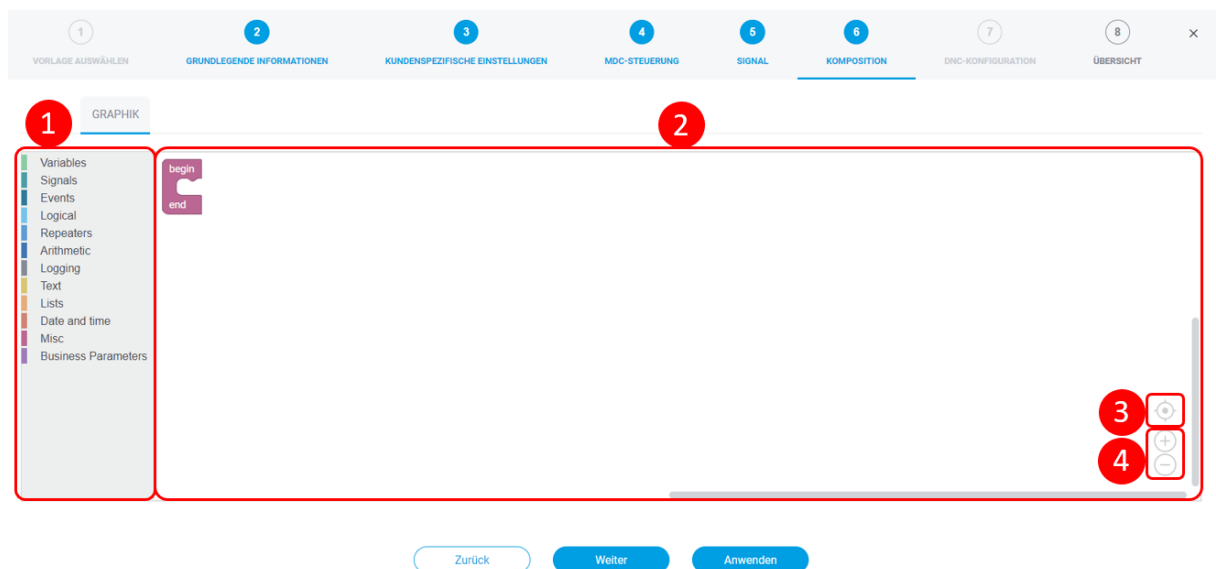 1
2
3
4
5
6
7
8
×
VORLAGE AUSWÄHLEN
GRUNDLEGENDE INFORMATIONEN
KUNDENSPEZIFISCHE EINSTELLUNGEN
MDC-STEUERUNG
SIGNAL
KOMPOSITION
DNC-KONFIGURATION
ÜBERSICHT
1
GRAPHIK
2
Variables
Signals
Events
Logical
Repeaters
Arithmetic
Logging
Text
Lists
Date and time
Misc
Business Parameters
begin
end
3
4
Zurück
Weiter
Anwenden